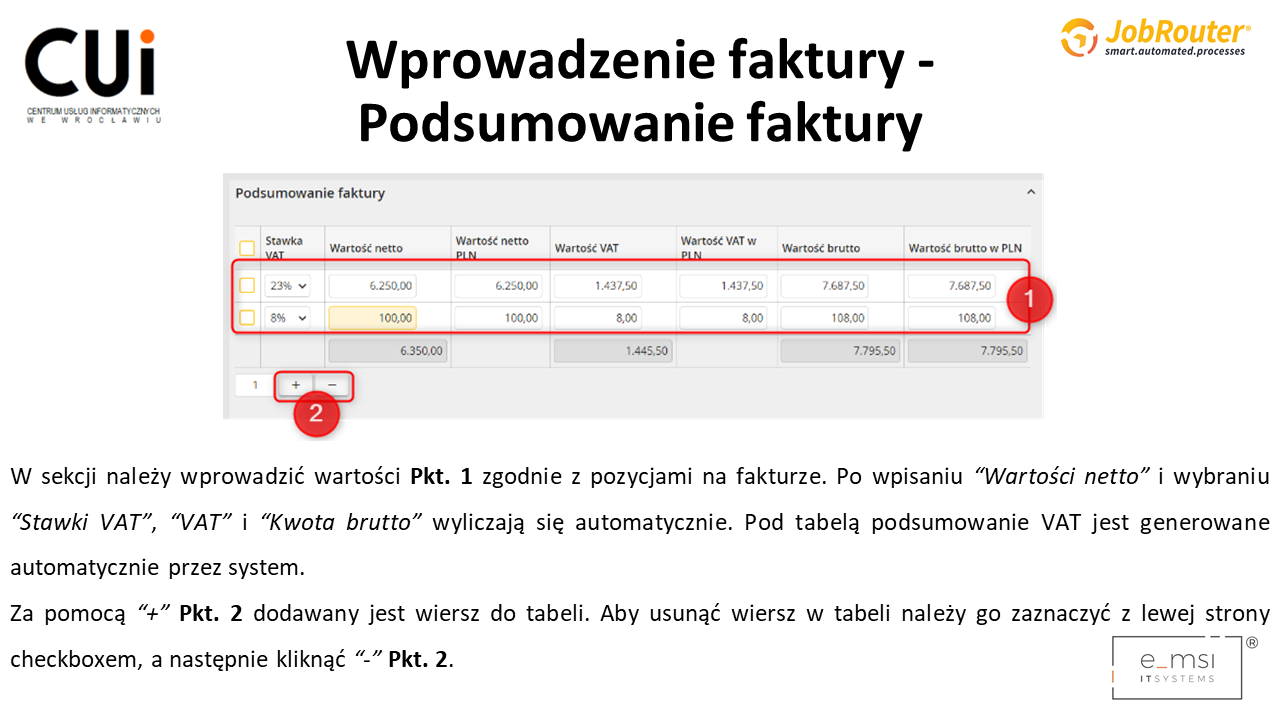 CUi
CENTRUM USŁUG INFORMATYCZNYCH
WE WROCŁAWIU
JobRouter®
smart.automated.processes
Wprowadzenie faktury -
Podsumowanie faktury
Podsumowanie faktury
Stawka VAT Wartość netto Wartość netto PLN Wartość VAT Wartość VAT w PLN Wartość brutto Wartość brutto w PLN
23% 6.250,00 6.250,00 1.437,50 1.437,50 7.687,50 7.687,50
1
8% 100,00 100,00 8,00 8,00 108,00 108,00
6.350,00 1.445,50 7.795,50 7.795,50
1 + −
2
W sekcji należy wprowadzić wartości Pkt. 1 zgodnie z pozycjami na fakturze. Po wpisaniu “Wartości netto” i wybraniu
“Stawki VAT”, “VAT” i “Kwota brutto” wyliczają się automatycznie. Pod tabelą podsumowanie VAT jest generowane
automatycznie przez system.
Za pomocą “+” Pkt. 2 dodawany jest wiersz do tabeli. Aby usunąć wiersz w tabeli należy go zaznaczyć z lewej strony
checkboxem, a następnie kliknąć “-” Pkt. 2.
e_msi ®
ITSYSTEMS